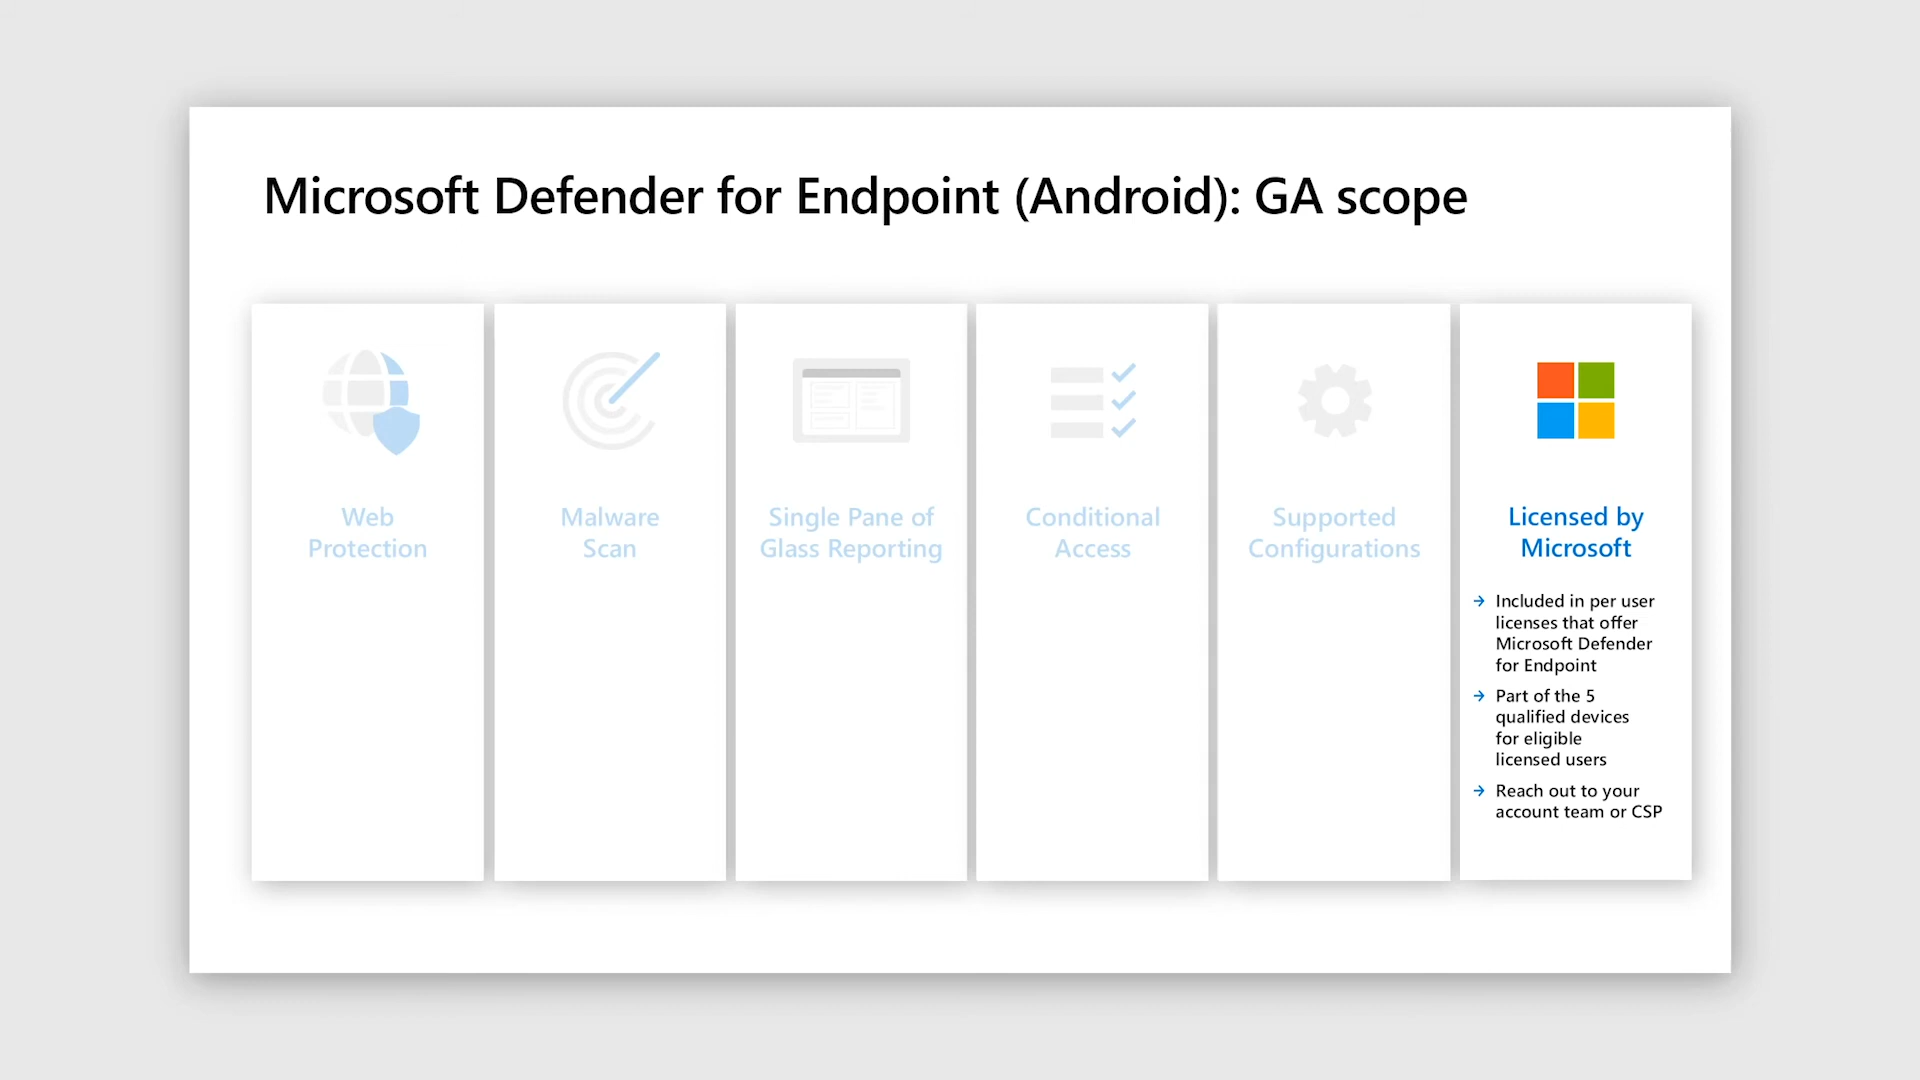 Microsoft Defender for Endpoint (Android): GA scope
Web
Protection
Malware
Scan
Single Pane of
Glass Reporting
Conditional
Access
Supported
Configurations
Licensed by
Microsoft
Included in per user
licenses that offer
Microsoft Defender
for Endpoint
Part of the 5
qualified devices
for eligible
licensed users
Reach out to your
account team or CSP